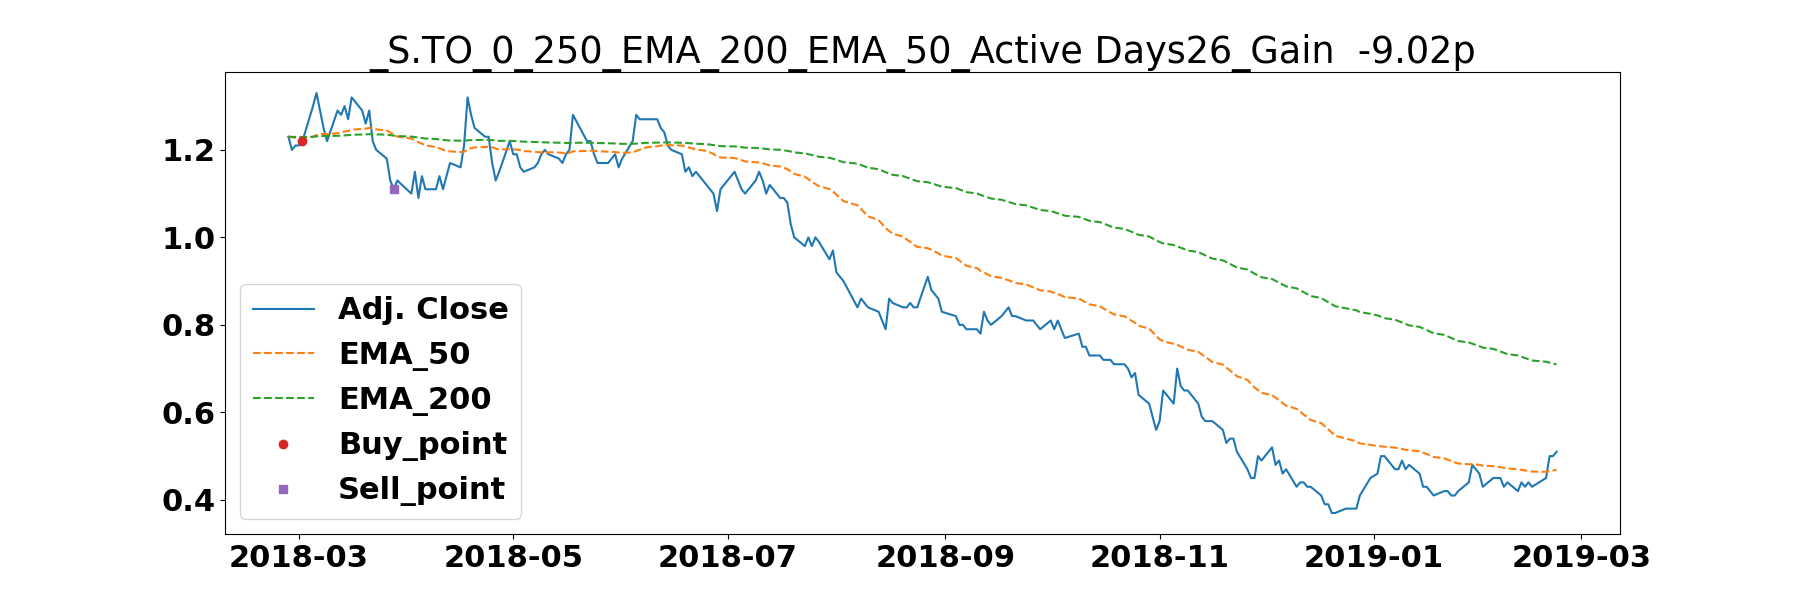 _S.TO_0_250_EMA_200_EMA_50_Active Days26_Gain  -9.02p
1.2
1.0
0.8
0.6
0.4
Adj. Close
EMA_50
EMA_200
Buy_point
Sell_point
2018-03 2018-05 2018-07 2018-09 2018-11 2019-01 2019-03